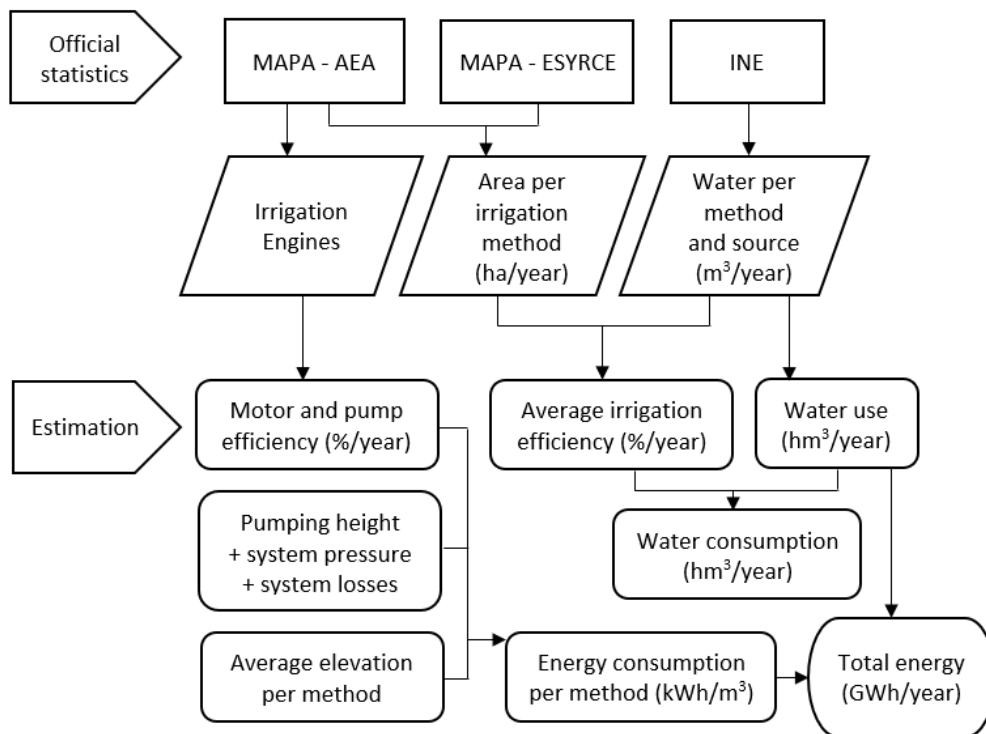 Official
statistics
MAPA - AEA
MAPA - ESYRCE
INE
Irrigation
Engines
Area per
irrigation
method
(ha/year)
Water per
method
and source
(m³/year)
Estimation
Motor and pump
efficiency (%/year)
Average irrigation
efficiency (%/year)
Water use
(hm³/year)
Pumping height
+ system pressure
+ system losses
Water consumption
(hm³/year)
Average elevation
per method
Energy consumption
per method (kWh/m³)
Total energy
(GWh/year)